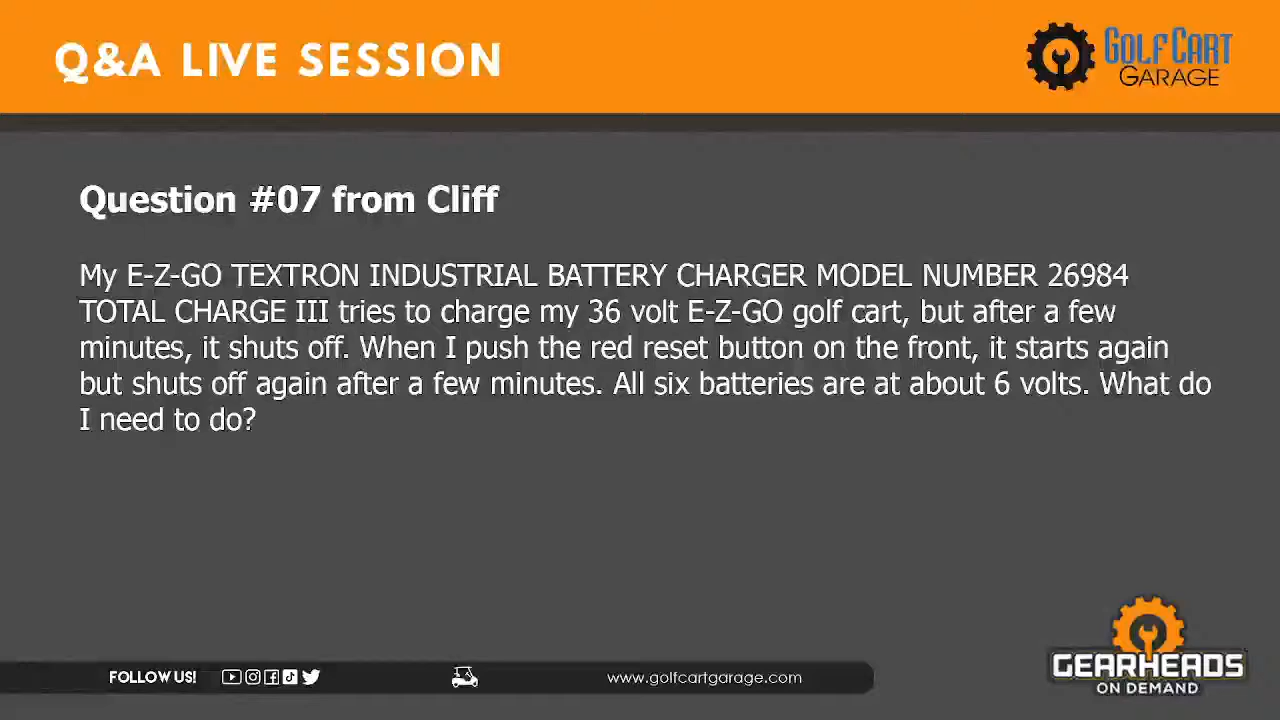 Q&A LIVE SESSION
GOLF CART
GARAGE
Question #07 from Cliff
My E-Z-GO TEXTRON INDUSTRIAL BATTERY CHARGER MODEL NUMBER 26984
TOTAL CHARGE III tries to charge my 36 volt E-Z-GO golf cart, but after a few
minutes, it shuts off. When I push the red reset button on the front, it starts again
but shuts off again after a few minutes. All six batteries are at about 6 volts. What do
I need to do?
FOLLOW US!
www.golfcartgarage.com
GEARHEADS
ON DEMAND